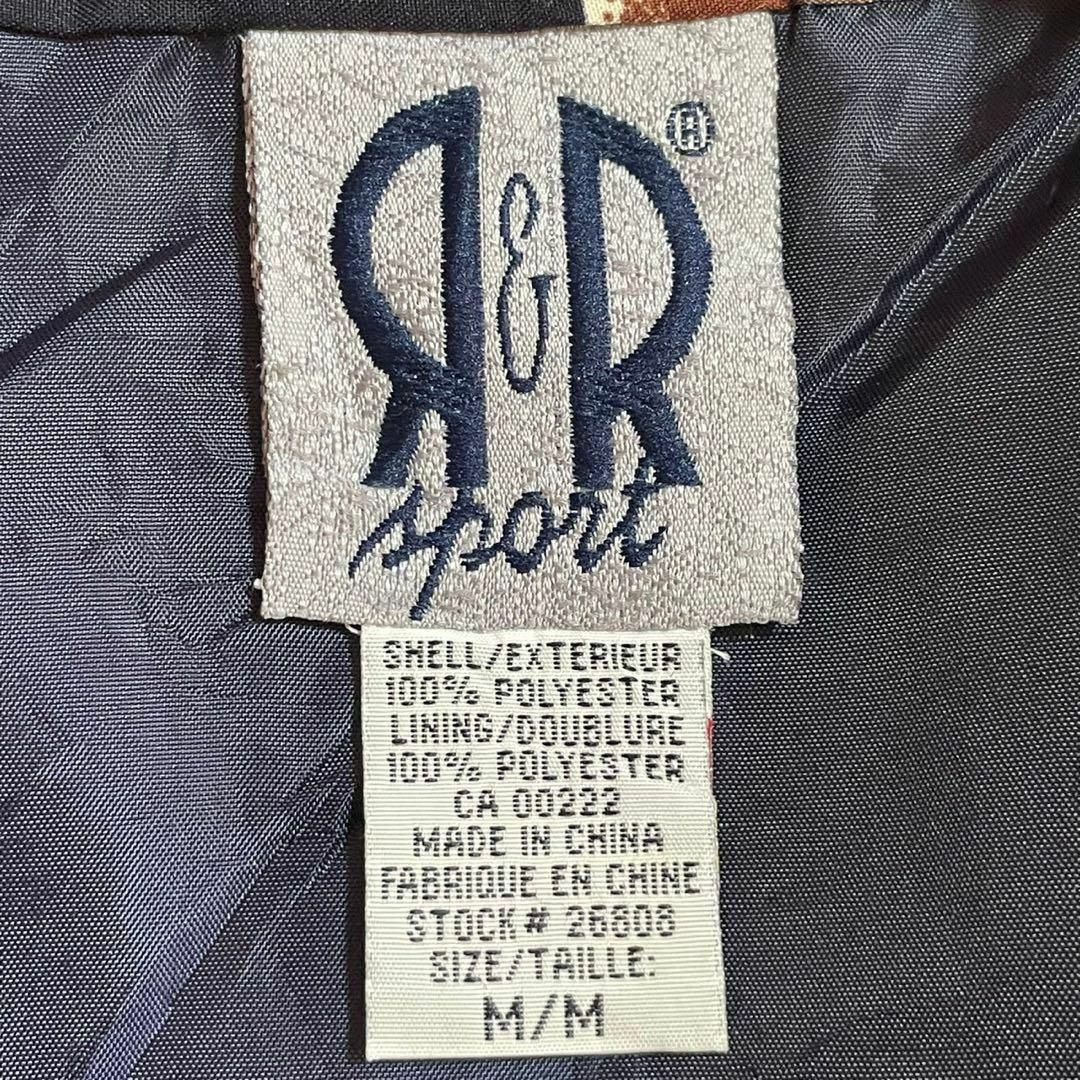 R&R®
sport
SHELL/EXTERIEUR
100% POLYESTER
LINING/DOUBLURE
100% POLYESTER
CA 00222
MADE IN CHINA
FABRIQUE EN CHINE
STOCK# 26806
SIZE/TAILLE:
M/M